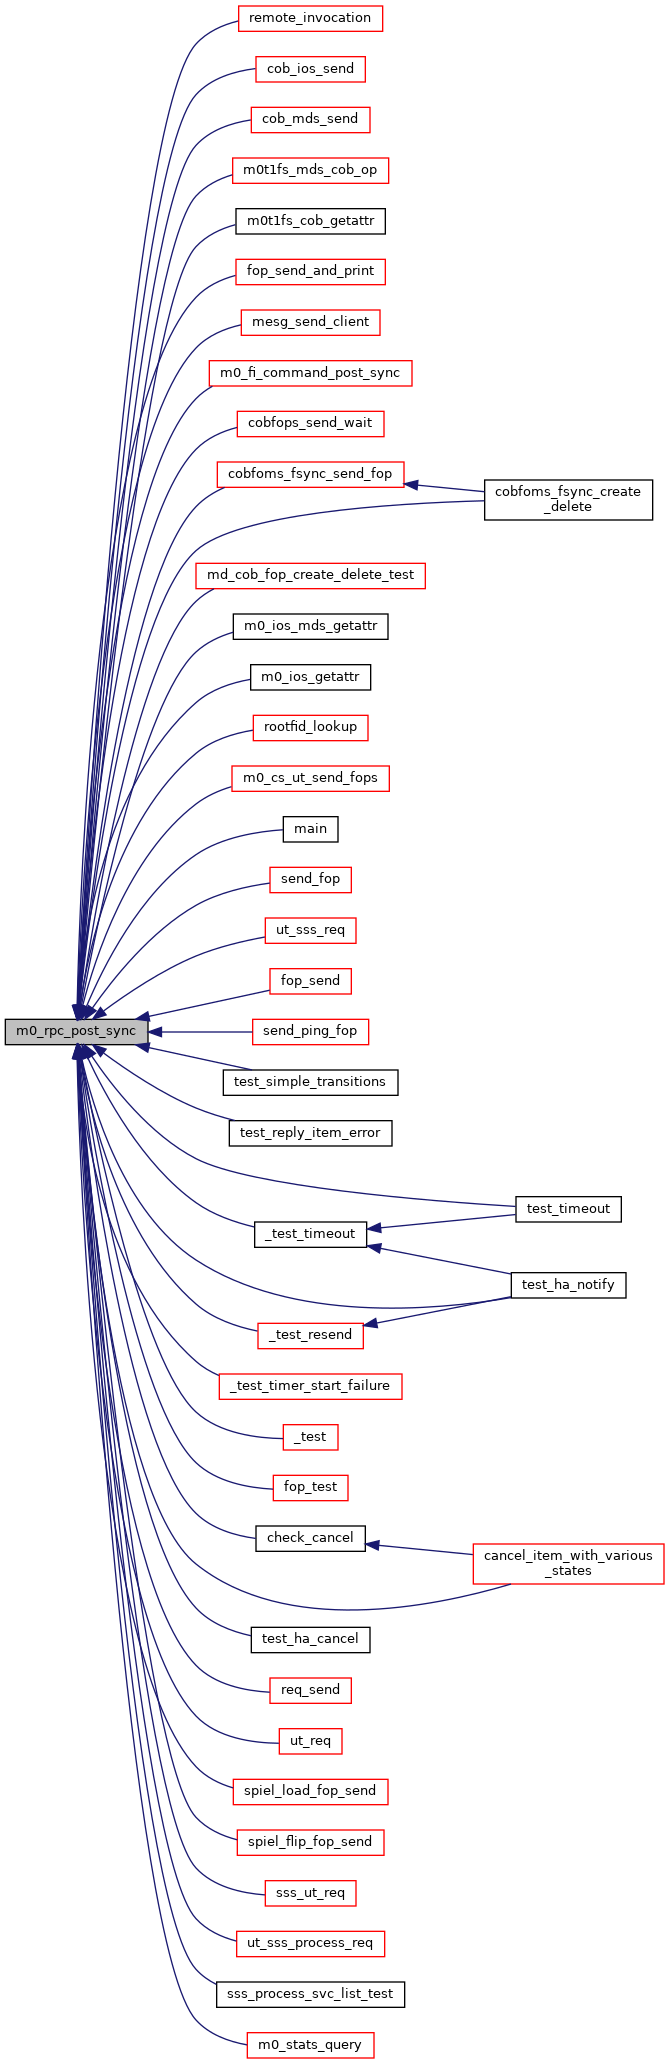 remote_invocation
cob_ios_send
cob_mds_send
m0t1fs_mds_cob_op
m0t1fs_cob_getattr
fop_send_and_print
mesg_send_client
m0_fi_command_post_sync
cobfops_send_wait
cobfoms_fsync_send_fop
cobfoms_fsync_create
_delete
md_cob_fop_create_delete_test
m0_ios_mds_getattr
m0_ios_getattr
rootfid_lookup
m0_cs_ut_send_fops
main
send_fop
ut_sss_req
fop_send
m0_rpc_post_sync
send_ping_fop
test_simple_transitions
test_reply_item_error
test_timeout
_test_timeout
test_ha_notify
_test_resend
_test_timer_start_failure
_test
fop_test
check_cancel
cancel_item_with_various
_states
test_ha_cancel
req_send
ut_req
spiel_load_fop_send
spiel_flip_fop_send
sss_ut_req
ut_sss_process_req
sss_process_svc_list_test
m0_stats_query